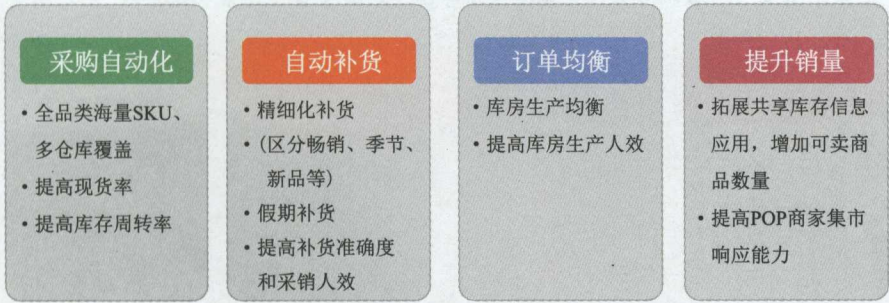 采购自动化
• 全品类海量SKU、
多仓库覆盖
• 提高现货率
• 提高库存周转率
自动补货
• 精细化补货
• (区分畅销、季节、
新品等)
• 假期补货
• 提高补货准确度
和采销人效
订单均衡
• 库房生产均衡
• 提高库房生产人效
提升销量
• 拓展共享库存信息
应用，增加可卖商
品数量
• 提高POP商家集市
响应能力